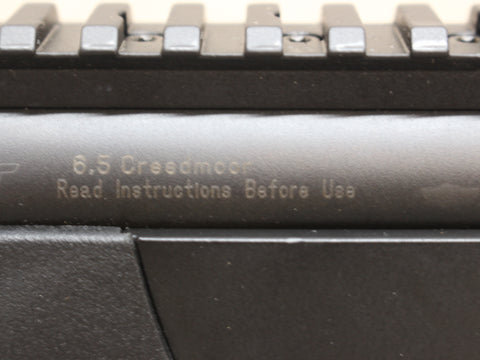 6.5 Creedmoor
Read Instructions Before Use